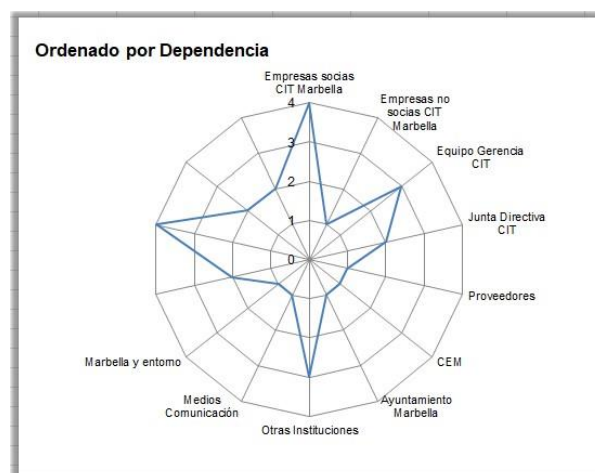 Ordenado por Dependencia
Empresas socias
CIT Marbella
Empresas no
socias CIT
Marbella
Equipo Gerencia
CIT
Junta Directiva
CIT
Proveedores
CEM
Ayuntamiento
Marbella
Otras Instituciones
Medios
Comunicación
Marbella y entorno
4
3
2
1
0